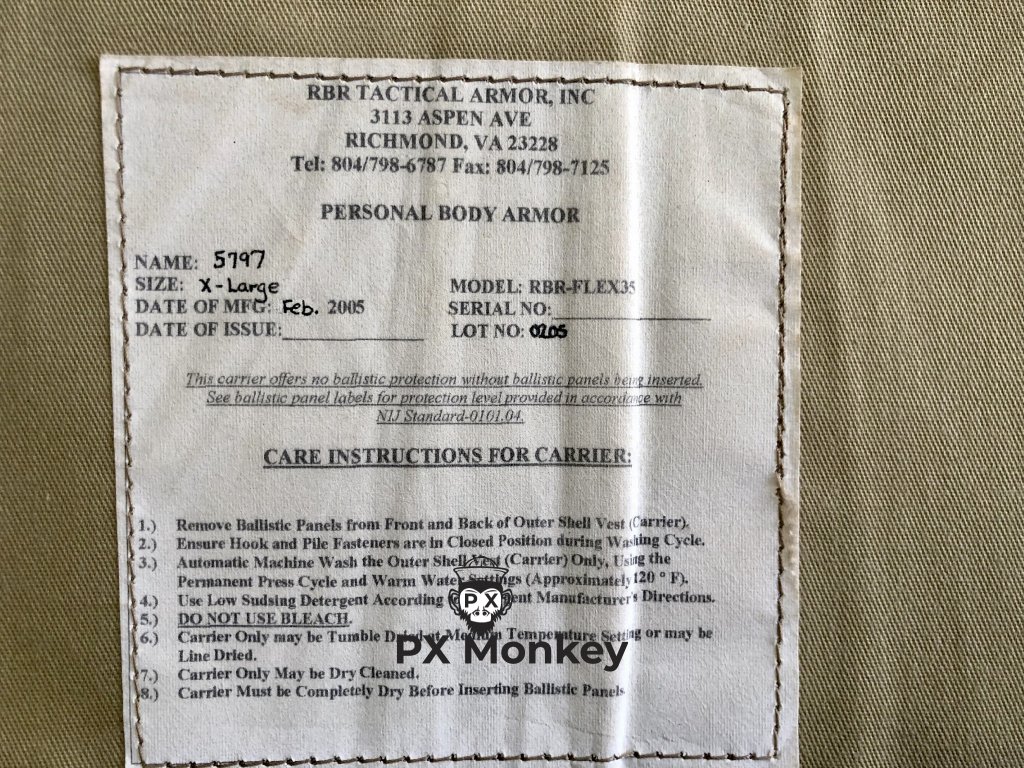 RBR TACTICAL ARMOR, INC
3113 ASPEN AVE
RICHMOND, VA 23228
Tel: 804/798-6787 Fax: 804/798-7125
PERSONAL BODY ARMOR
NAME: 5797
SIZE: X-Large MODEL: RBR-FLEX35
DATE OF MFG: Feb. 2005 SERIAL NO:
DATE OF ISSUE: LOT NO: 0205
This carrier offers no ballistic protection without ballistic panels being inserted.
See ballistic panel labels for protection level provided in accordance with
NIJ Standard-0101.04.
CARE INSTRUCTIONS FOR CARRIER:
1.) Remove Ballistic Panels from Front and Back of Outer Shell Vest (Carrier).
2.) Ensure Hook and Pile Fasteners are in Closed Position during Washing Cycle.
3.) Automatic Machine Wash the Outer Shell Vest (Carrier) Only, Using the
Permanent Press Cycle and Warm Water Settings (Approximately 120 ° F).
4.) Use Low Sudsing Detergent According Manufacturer's Directions.
5.) DO NOT USE BLEACH.
6.) Carrier Only may be Tumble Dried at Medium Temperature Setting or may be
Line Dried.
7.) Carrier Only May be Dry Cleaned.
8.) Carrier Must be Completely Dry Before Inserting Ballistic Panels
PX
PX Monkey